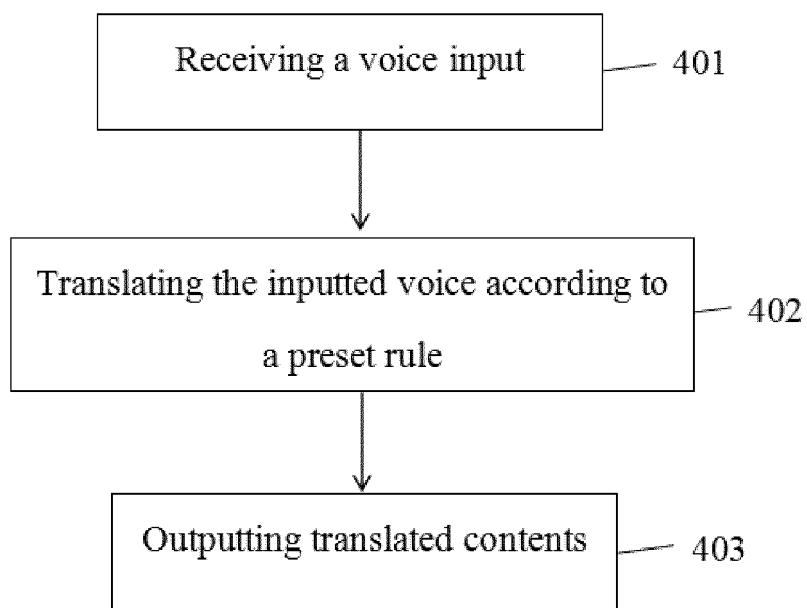 Receiving a voice input
401
Translating the inputted voice according to
a preset rule
402
Outputting translated contents
403